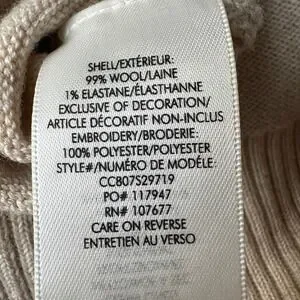 SHELL/EXTÉRIEUR:
99% WOOL/LAINE
1% ELASTANE/ÉLASTHANNE
EXCLUSIVE OF DECORATION/
ARTICLE DÉCORATIF NON-INCLUS
EMBROIDERY/BRODERIE:
100% POLYESTER/POLYESTER
STYLE#/NUMÉRO DE MODÉLE:
CC807S29719
PO# 117947
RN# 107677
CARE ON REVERSE
ENTRETIEN AU VERSO